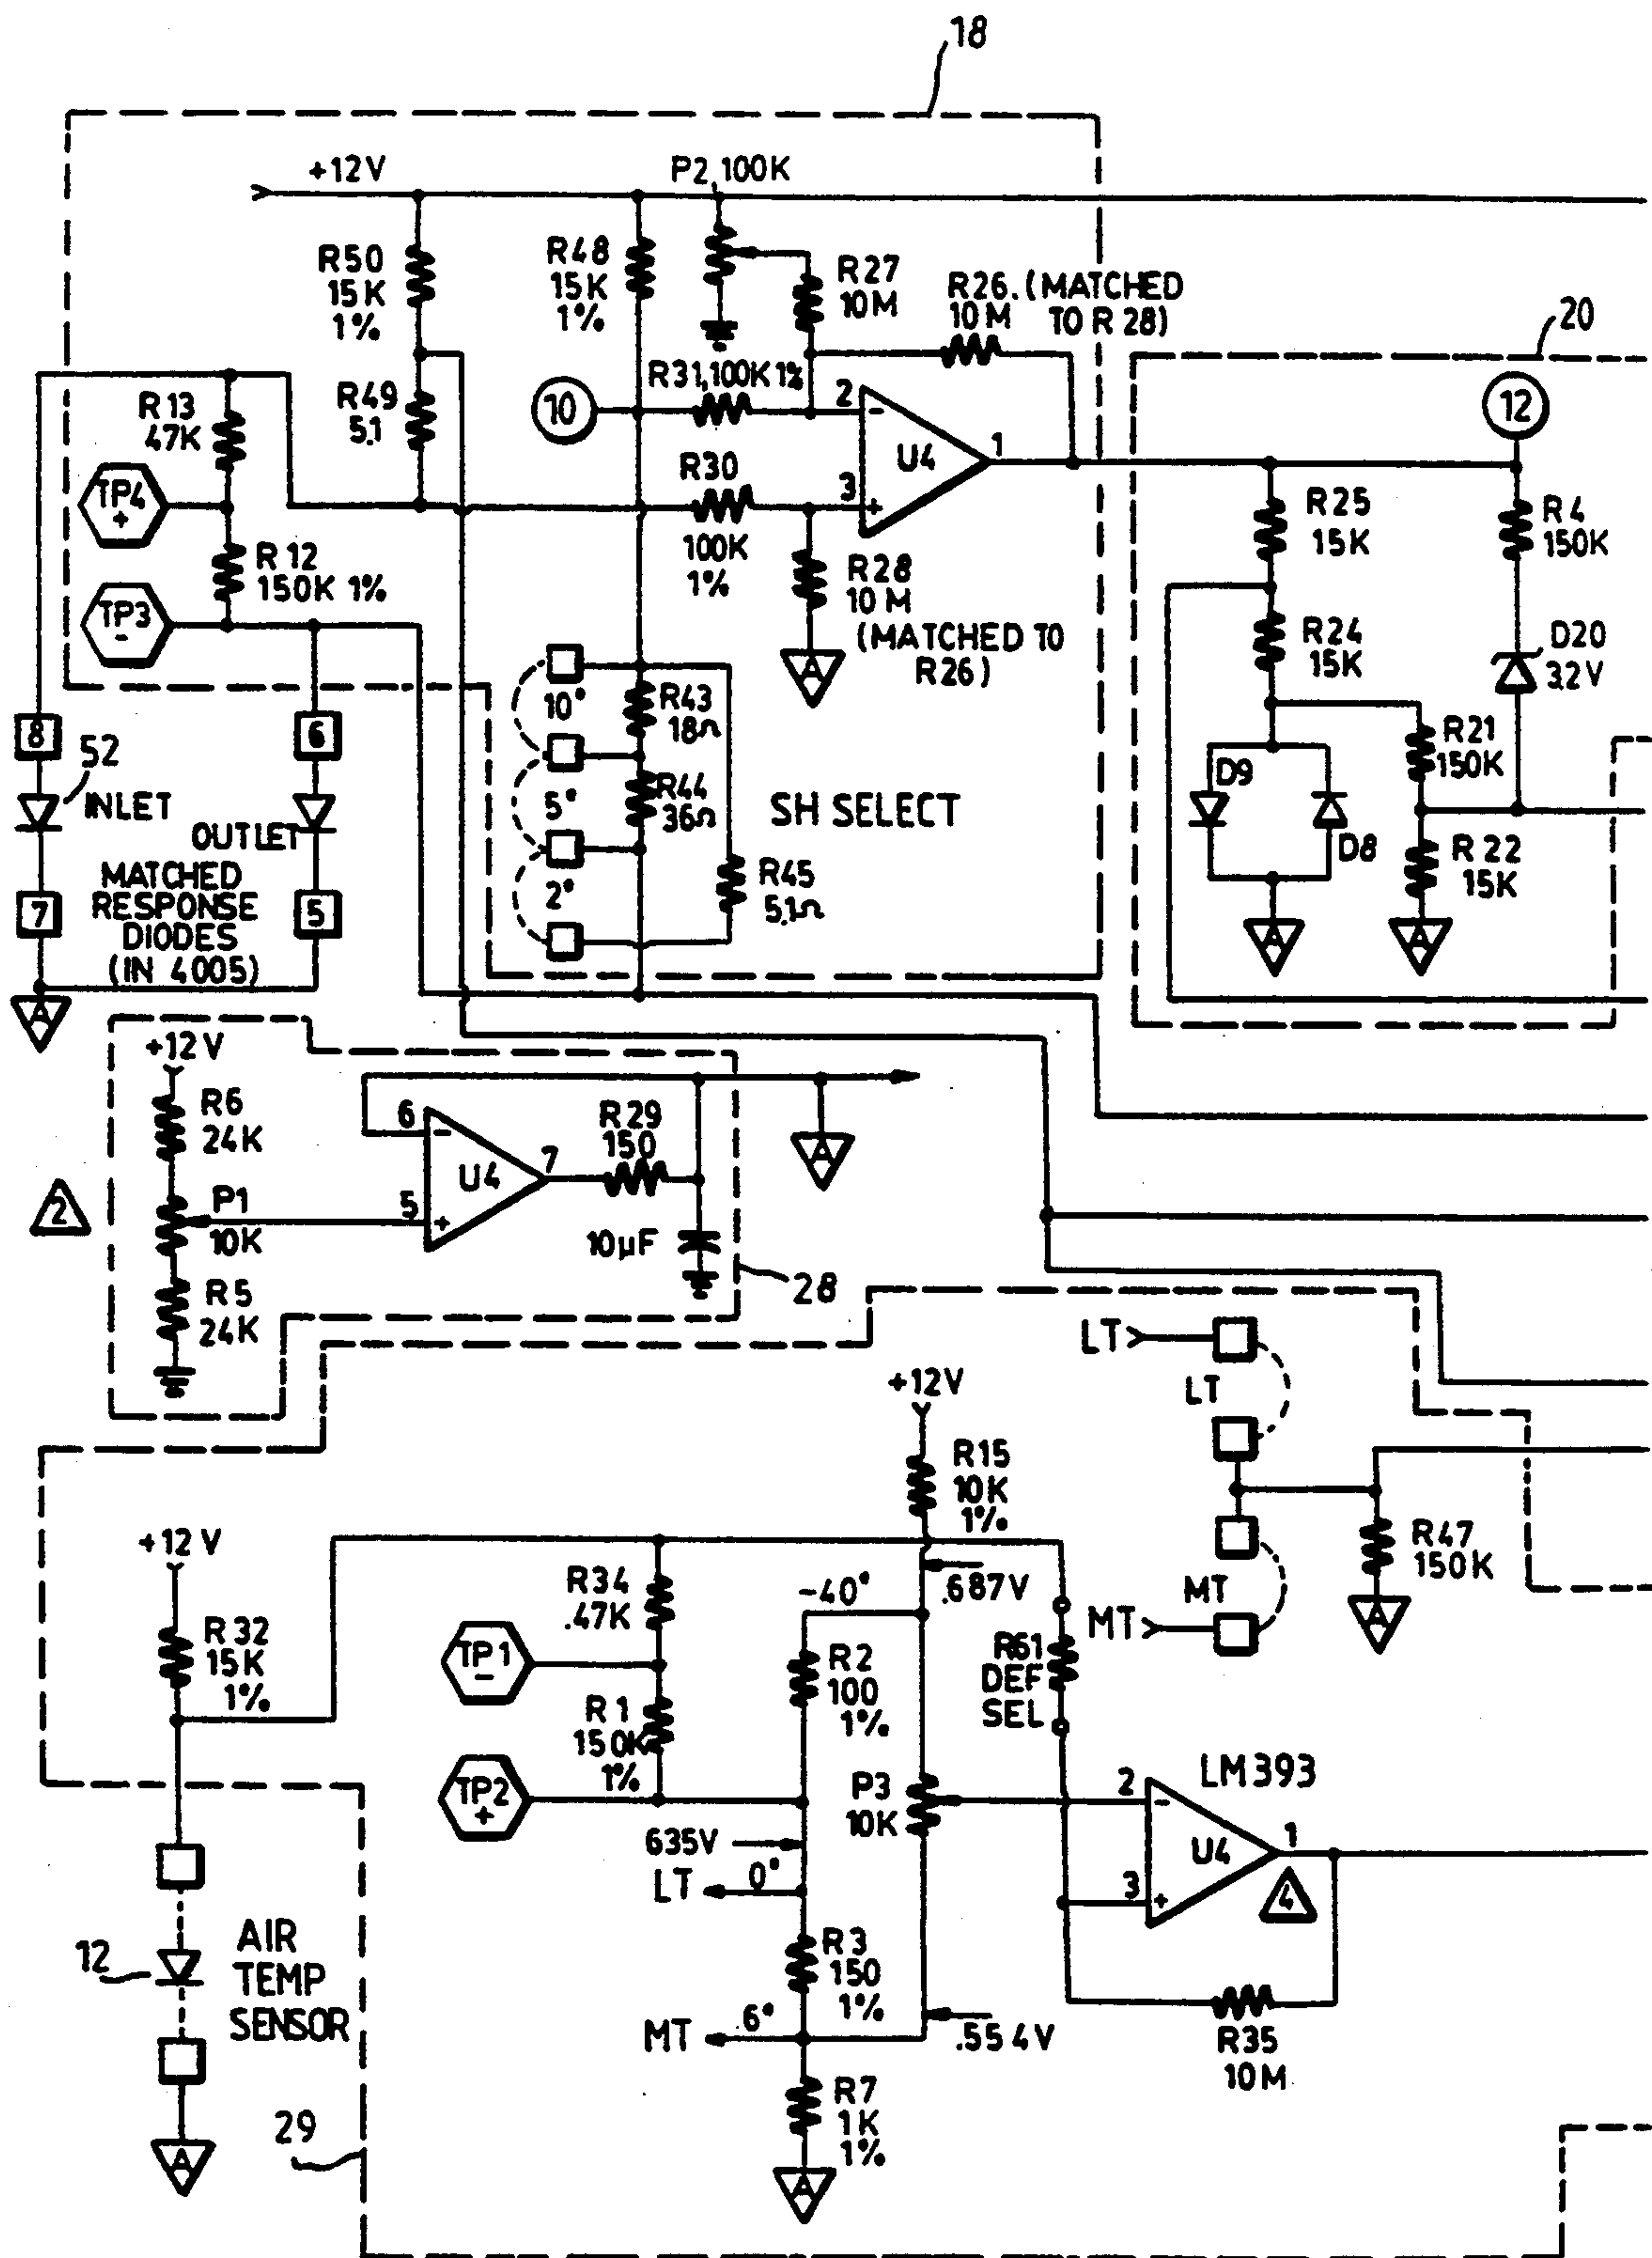 18
+12V
P2,100K
R50
15K
1%
R48
15K
1%
R27
10M
R26.(MATCHED
10M TO R 28)
20
R13
47K
R49
5.1
R31,100K 1%
10
2
-
U4
1
12
TP4
+
R30
3
+
100K
1%
R25
15K
R4
150K
R12
150K 1%
TP3
-
R28
10M
(MATCHED TO
R26)
A
R24
15K
D20
3.2V
8
52
INLET
6
OUTLET
10°
R43
18Ω
5°
R44
36Ω
SH SELECT
2°
R45
5.1Ω
D9
D8
R21
150K
R22
15K
A
A
MATCHED
RESPONSE
DIODES
(IN 4005)
7
5
A
+12V
R6
24K
2
P1
10K
R5
24K
6
-
U4
7
5
+
R29
150
A
10µF
28
LT
LT
+12V
R15
10K
1%
R47
150K
A
MT
MT
+12V
R32
15K
1%
R34
.47K
-40°
.687V
TP1
-
R1
150K
1%
TP2
+
R2
100
1%
R61
DEF
SEL
P3
10K
LM393
2
-
U4
1
3
+
4
635V
LT
0°
12
AIR
TEMP
SENSOR
R3
150
1%
MT
6°
.554V
R35
10M
R7
1K
1%
A
A
29